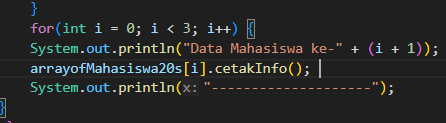 }
for(int i = 0; i < 3; i++) {
System.out.println("Data Mahasiswa ke-" + (i + 1));
arrayofMahasiswa20s[i].cetakInfo();
System.out.println(x: "--------------------");
}